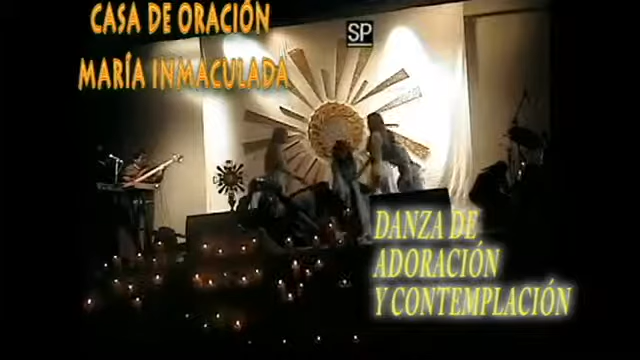 CASA DE ORACIÓN
MARÍA INMACULADA
SP
DANZA DE
ADORACIÓN
Y CONTEMPLACIÓN